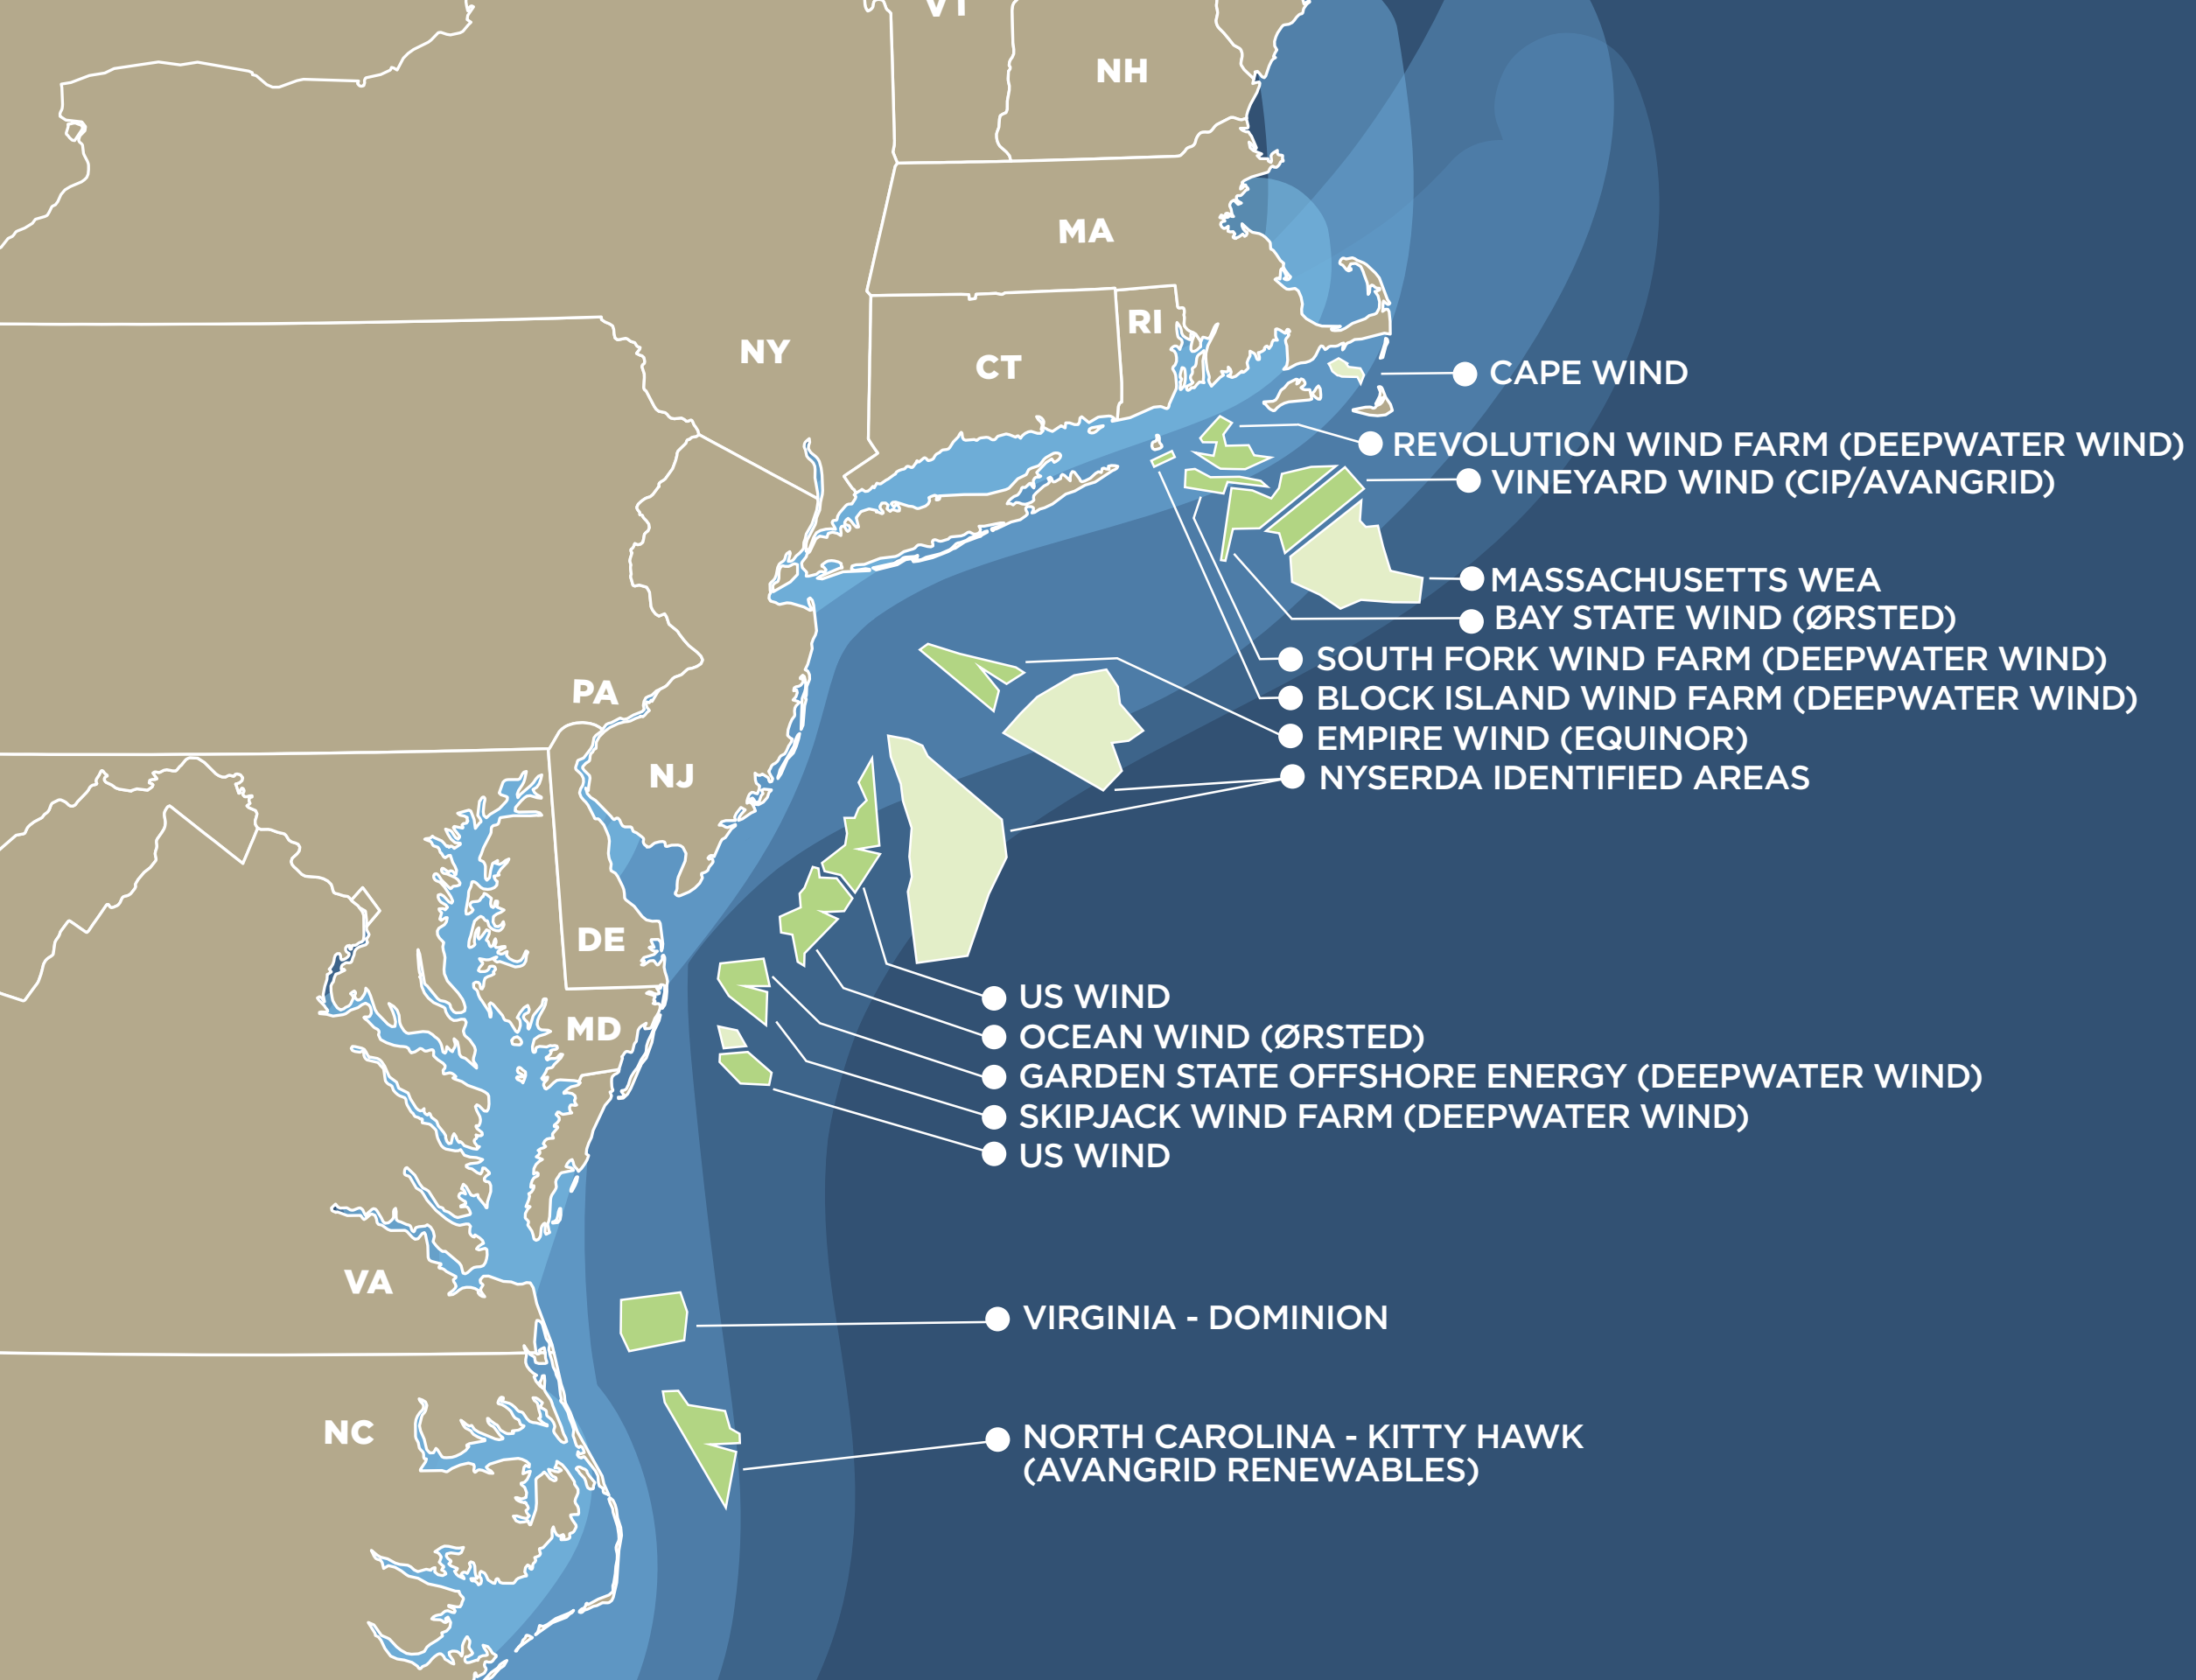 VT
NH
MA
RI
NY
CT
CAPE WIND
REVOLUTION WIND FARM (DEEPWATER WIND)
VINEYARD WIND (CIP/AVANGRID)
MASSACHUSETTS WEA
BAY STATE WIND (ØRSTED)
SOUTH FORK WIND FARM (DEEPWATER WIND)
PA
BLOCK ISLAND WIND FARM (DEEPWATER WIND)
EMPIRE WIND (EQUINOR)
NJ
NYSERDA IDENTIFIED AREAS
DE
US WIND
MD
OCEAN WIND (ØRSTED)
GARDEN STATE OFFSHORE ENERGY (DEEPWATER WIND)
SKIPJACK WIND FARM (DEEPWATER WIND)
US WIND
VA
VIRGINIA - DOMINION
NC
NORTH CAROLINA - KITTY HAWK
(AVANGRID RENEWABLES)